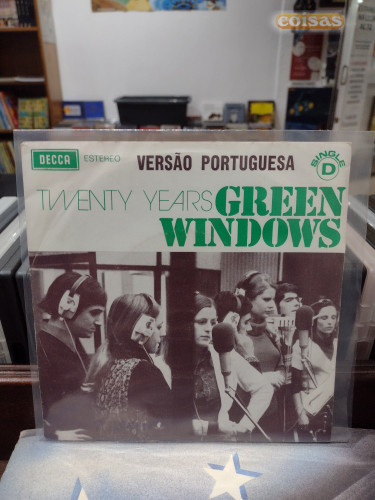 coisas
DECCA ESTEREO VERSÃO PORTUGUESA SINGLE D
TWENTY YEARS GREEN
WINDOWS